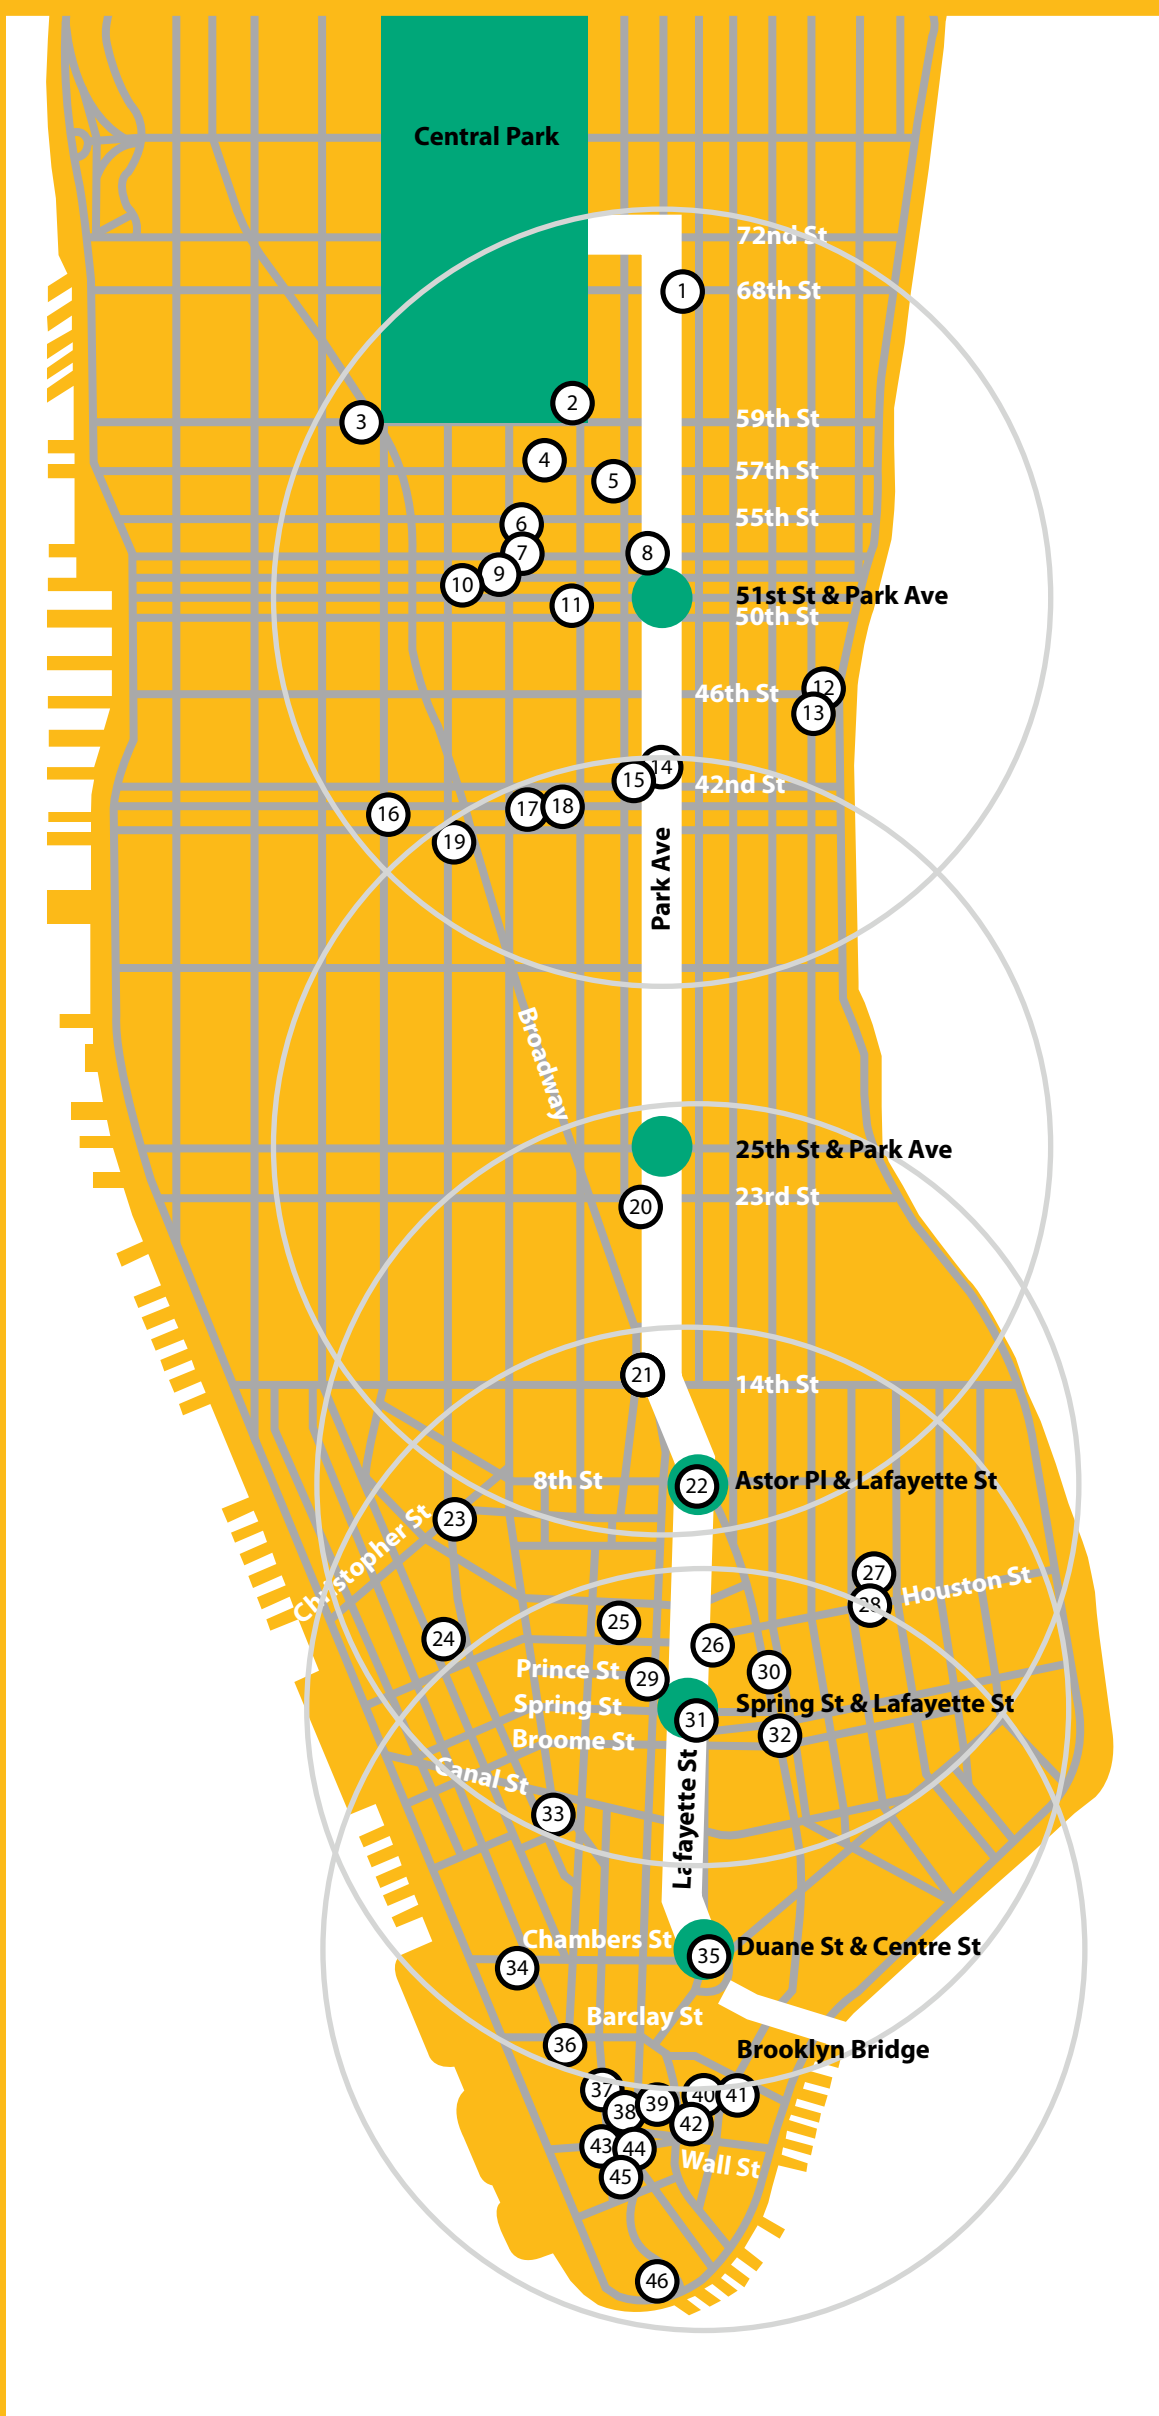 Central Park
72nd St
1
68th St
2
3
59th St
4
57th St
5
55th St
6
7
8
9
10
51st St & Park Ave
11
50th St
12
46th St
13
14
15
42nd St
16
17
18
19
Park Ave
Broadway
25th St & Park Ave
23rd St
20
21
14th St
8th St
22
Astor Pl & Lafayette St
23
Christopher St
27
28
Houston St
24
25
26
Prince St
29
30
Spring St
31
Spring St & Lafayette St
Broome St
32
Canal St
33
Lafayette St
Chambers St
34
35
Duane St & Centre St
Barclay St
36
Brooklyn Bridge
37
38
39
40
41
42
43
44
Wall St
45
46